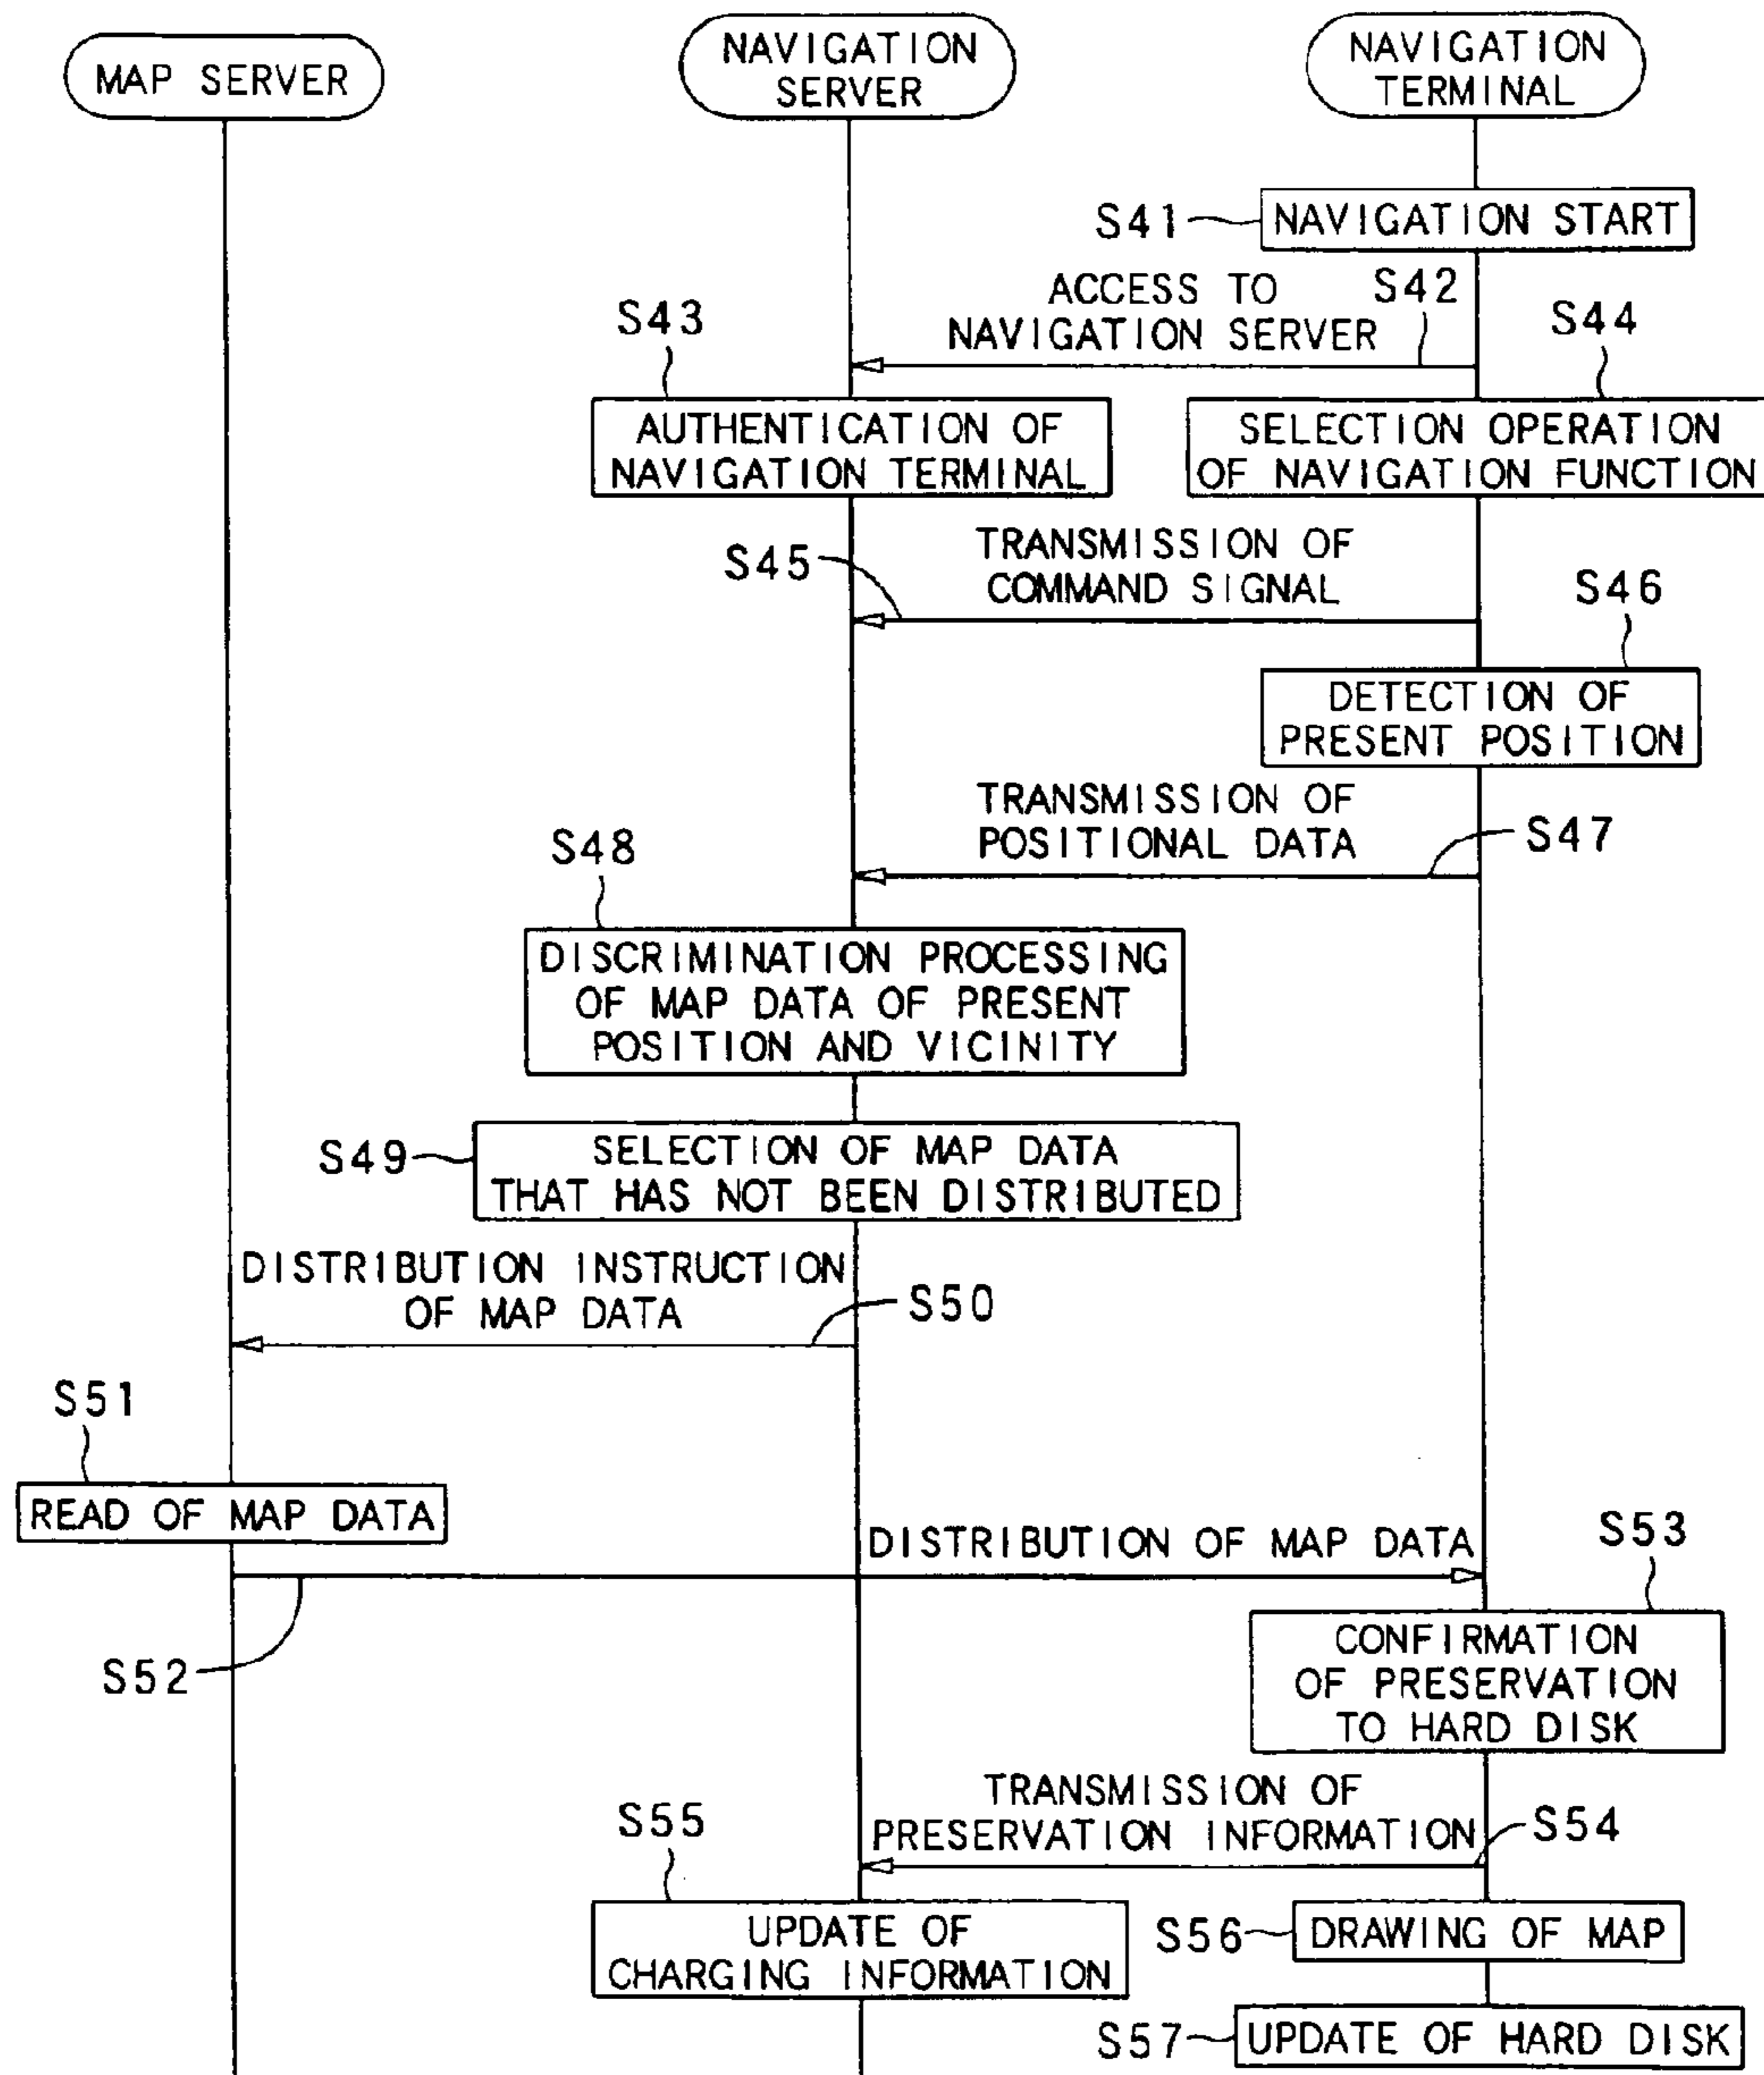 MAP SERVER
NAVIGATION
SERVER
NAVIGATION
TERMINAL
S41
NAVIGATION START
ACCESS TO
NAVIGATION SERVER
S42
S43
S44
AUTHENTICATION OF
NAVIGATION TERMINAL
SELECTION OPERATION
OF NAVIGATION FUNCTION
S45
TRANSMISSION OF
COMMAND SIGNAL
S46
DETECTION OF
PRESENT POSITION
TRANSMISSION OF
POSITIONAL DATA
S47
S48
DISCRIMINATION PROCESSING
OF MAP DATA OF PRESENT
POSITION AND VICINITY
S49
SELECTION OF MAP DATA
THAT HAS NOT BEEN DISTRIBUTED
DISTRIBUTION INSTRUCTION
OF MAP DATA
S50
S51
READ OF MAP DATA
DISTRIBUTION OF MAP DATA
S53
S52
CONFIRMATION
OF PRESERVATION
TO HARD DISK
TRANSMISSION OF
PRESERVATION INFORMATION
S54
S55
UPDATE OF
CHARGING INFORMATION
S56
DRAWING OF MAP
S57
UPDATE OF HARD DISK